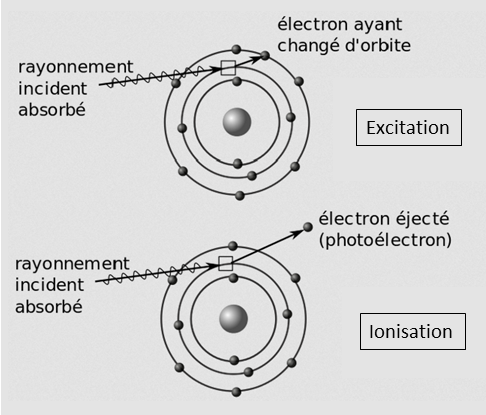 électron ayant
changé d'orbite
rayonnement
incident
absorbé
Excitation
électron éjecté
(photoélectron)
rayonnement
incident
absorbé
Ionisation